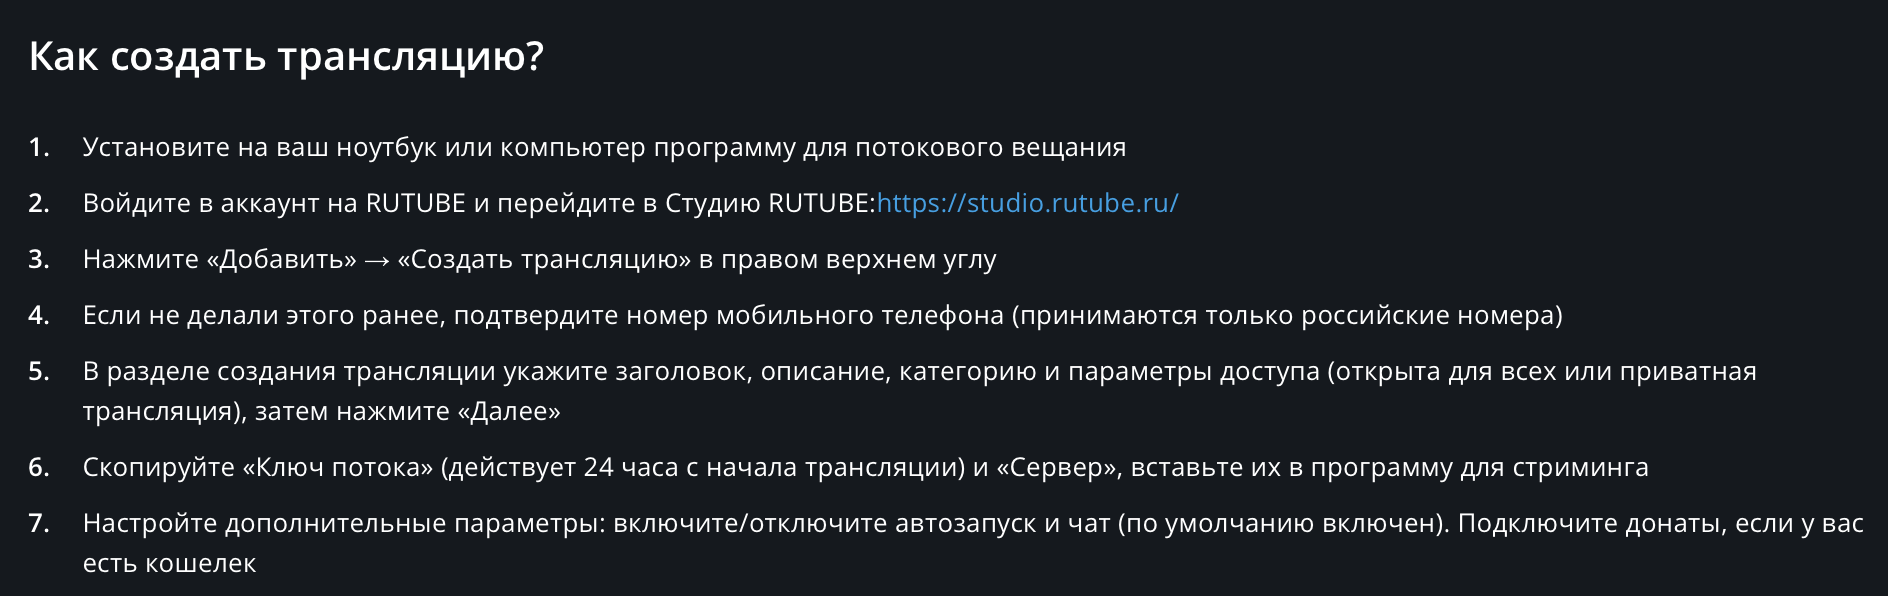 Как создать трансляцию?
1. Установите на ваш ноутбук или компьютер программу для потокового вещания
2. Войдите в аккаунт на RUTUBE и перейдите в Студию RUTUBE:https://studio.rutube.ru/
3. Нажмите «Добавить» → «Создать трансляцию» в правом верхнем углу
4. Если не делали этого ранее, подтвердите номер мобильного телефона (принимаются только российские номера)
5. В разделе создания трансляции укажите заголовок, описание, категорию и параметры доступа (открыта для всех или приватная
трансляция), затем нажмите «Далее»
6. Скопируйте «Ключ потока» (действует 24 часа с начала трансляции) и «Сервер», вставьте их в программу для стриминга
7. Настройте дополнительные параметры: включите/отключите автозапуск и чат (по умолчанию включен). Подключите донаты, если у вас
есть кошелек